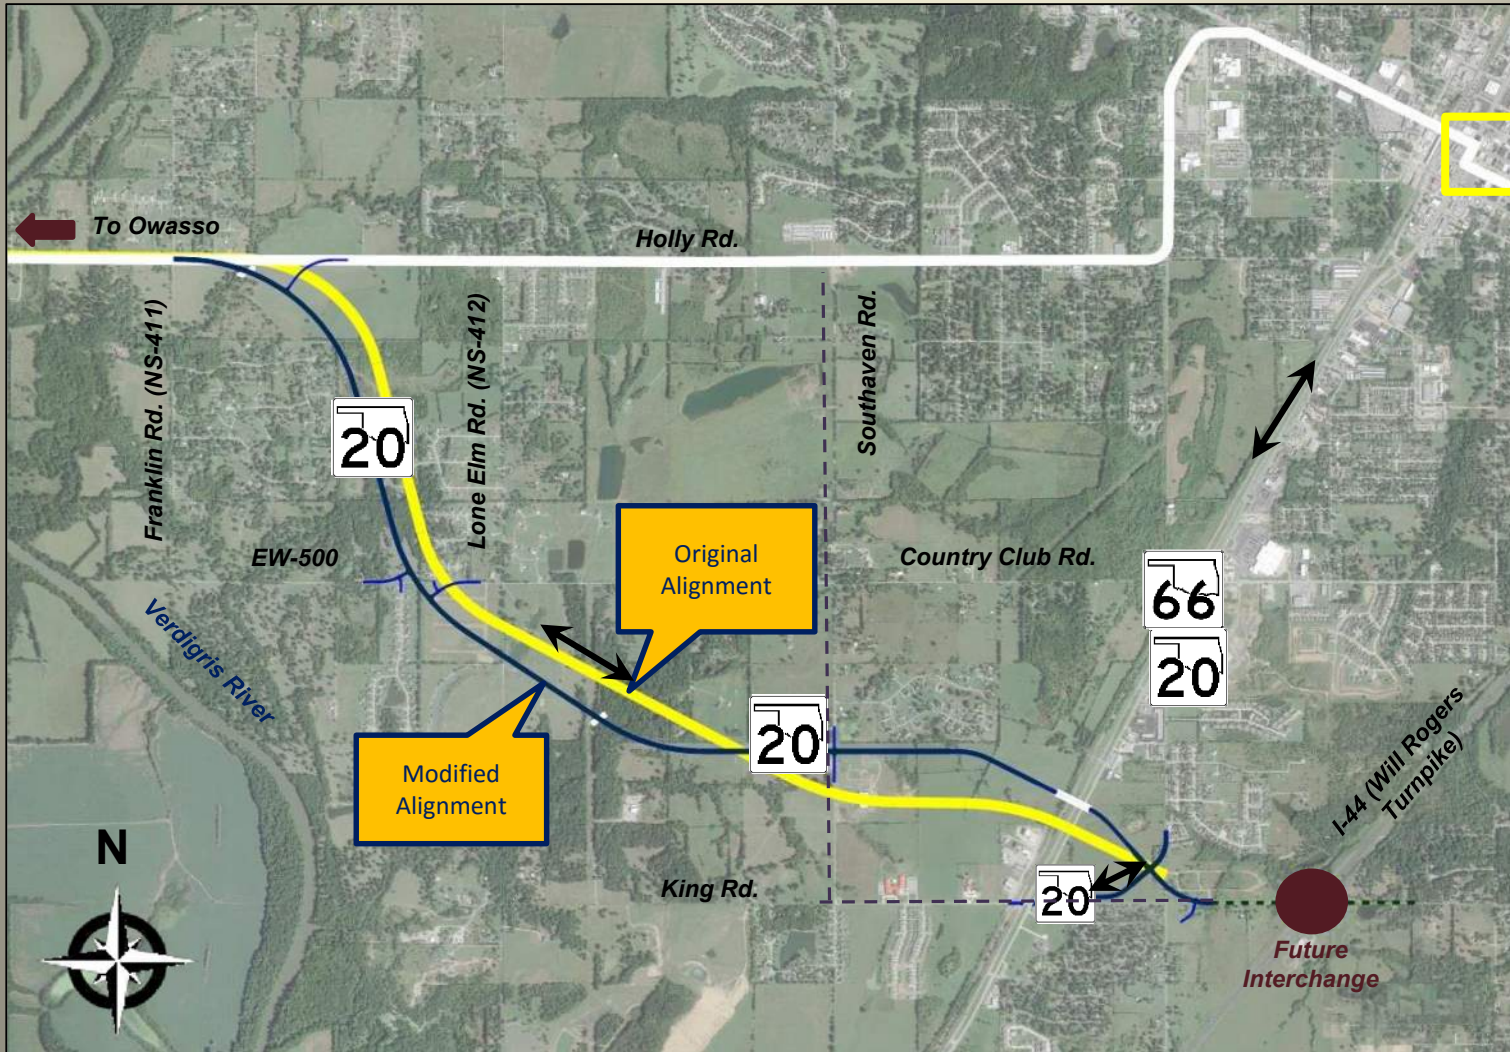 To Owasso
Holly Rd.
Franklin Rd. (NS-411)
Lone Elm Rd. (NS-412)
Southaven Rd.
20
EW-500
Original
Alignment
Country Club Rd.
66
20
Verdigris River
20
Modified
Alignment
I-44 (Will Rogers
Turnpike)
N
King Rd.
20
Future
Interchange